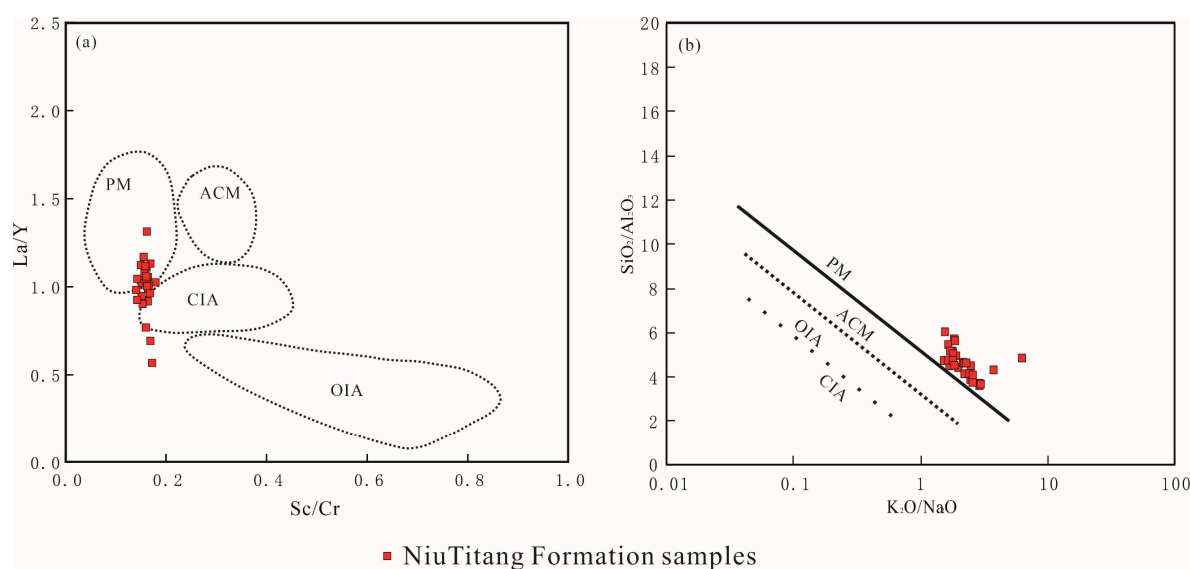 (a)
2.5
2.0
1.5
1.0
0.5
0.0
La/Y
PM
ACM
CIA
OIA
0.0 0.2 0.4 0.6 0.8 1.0
Sc/Cr
(b)
20
18
16
14
12
10
8
6
4
2
0
SiO₂/Al₂O₃
PM
ACM
OIA
CIA
0.01 0.1 1 10 100
K₂O/Na₂O
NiuTitang Formation samples